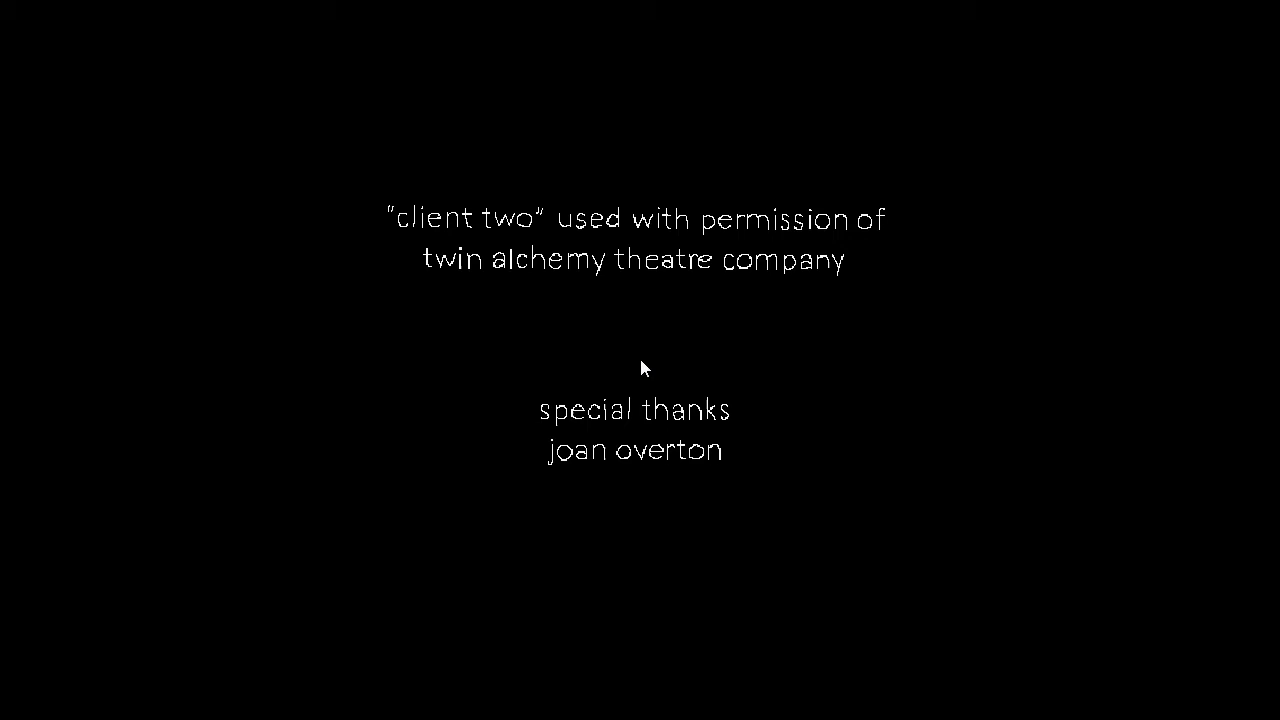 "client two" used with permission of
twin alchemy theatre company
special thanks
joan overton